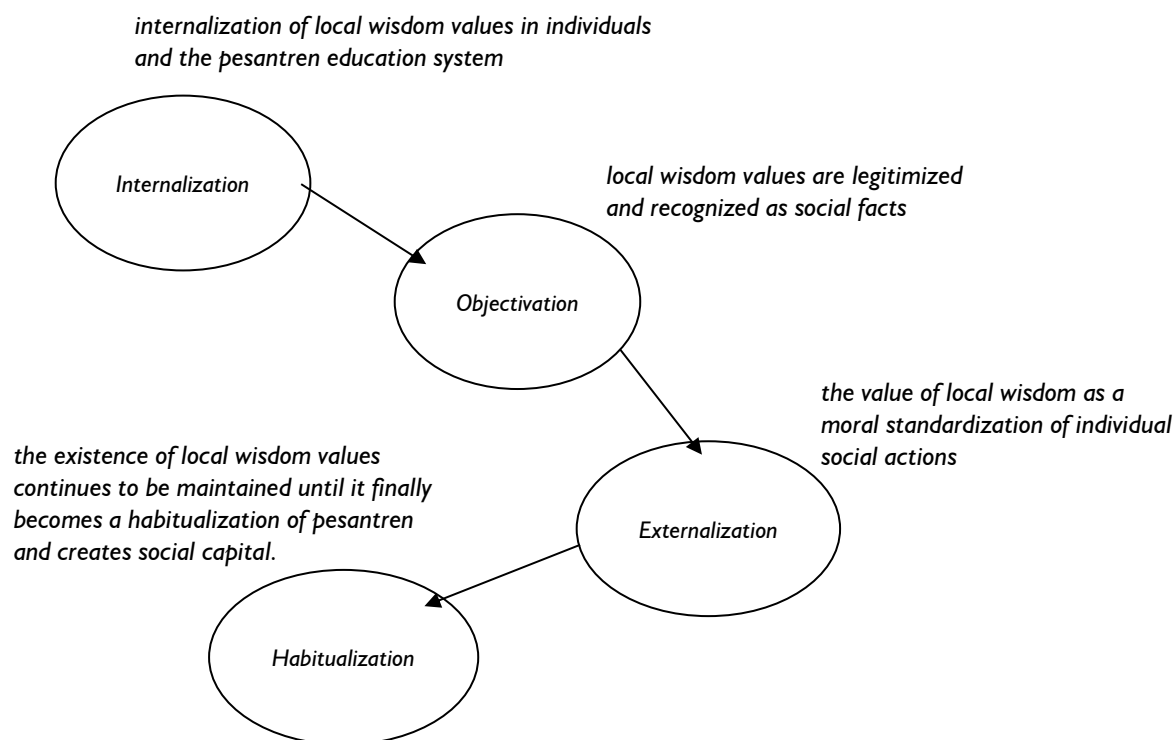 internalization of local wisdom values in individuals
and the pesantren education system
Internalization
local wisdom values are legitimized
and recognized as social facts
Objectivation
the value of local wisdom as a
moral standardization of individual
social actions
Externalization
the existence of local wisdom values
continues to be maintained until it finally
becomes a habitualization of pesantren
and creates social capital.
Habitualization